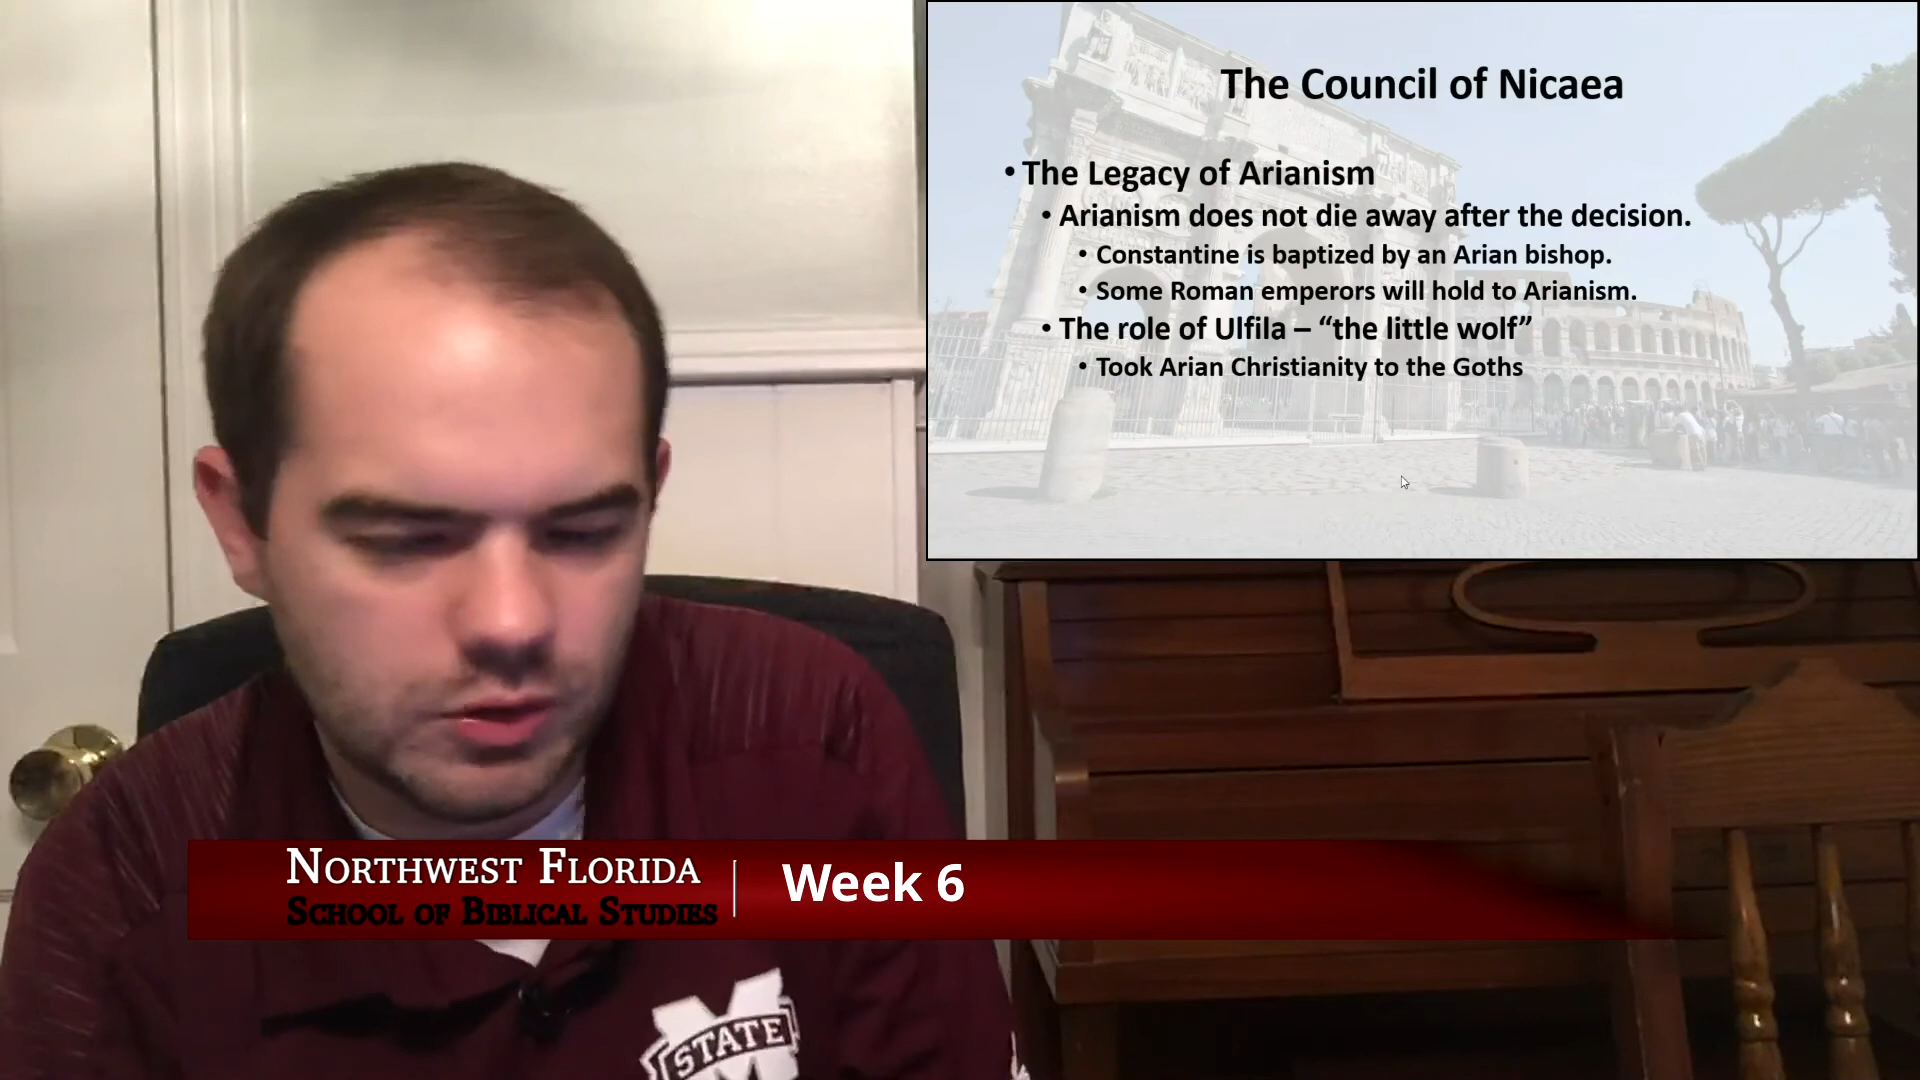 The Council of Nicaea
• The Legacy of Arianism
• Arianism does not die away after the decision.
• Constantine is baptized by an Arian bishop.
• Some Roman emperors will hold to Arianism.
• The role of Ulfila – “the little wolf”
• Took Arian Christianity to the Goths
Northwest Florida
School of Biblical Studies
Week 6
STATE